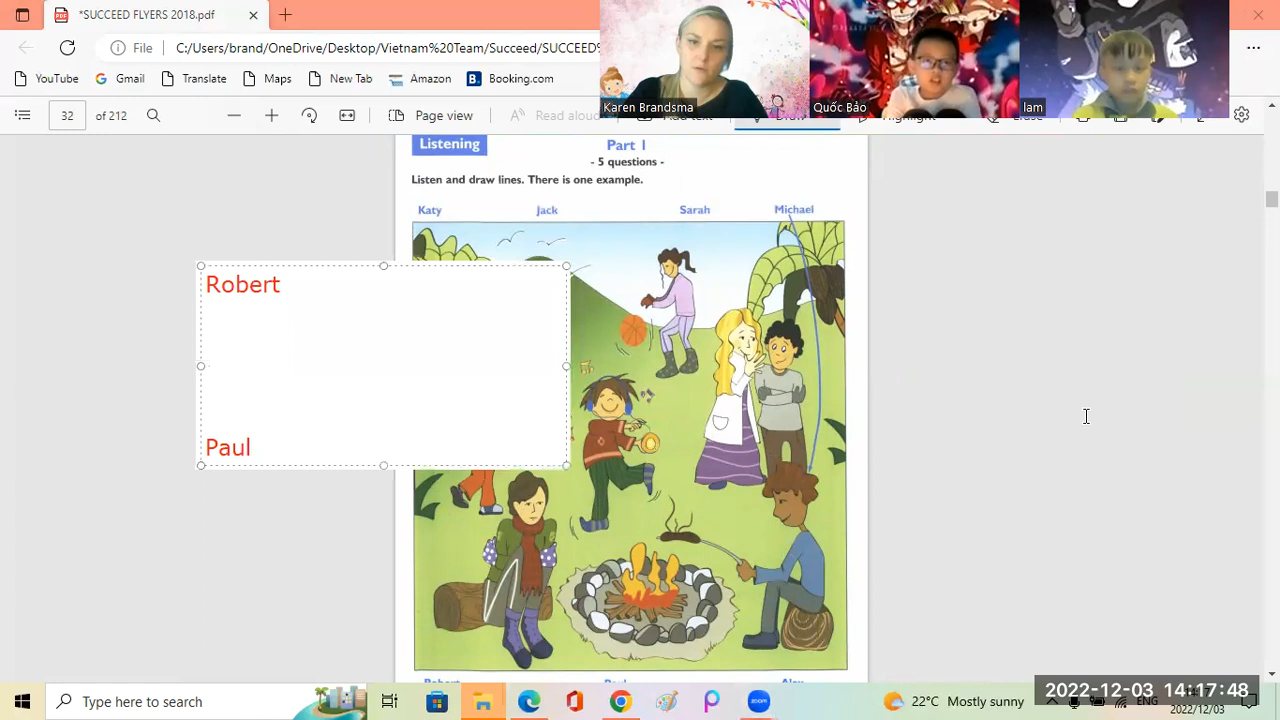 *SUCCEED FLYERS 2018.pdf
File
C:/Users/brand/OneDrive/Desktop/Vietnam%20Team/Succeed/SUCCEED%
YouTube
Gmail
Translate
Maps
New Tab
Amazon
Booking.com
Karen Brandsma
Quốc Bảo
lam
Page view
Read aloud
Listening
Part 1
- 5 questions -
Listen and draw lines. There is one example.
Katy
Jack
Sarah
Michael
Robert
Paul
Type here to search
22°C Mostly sunny
ENG
2022-12-03 14:17:48
2022/12/03